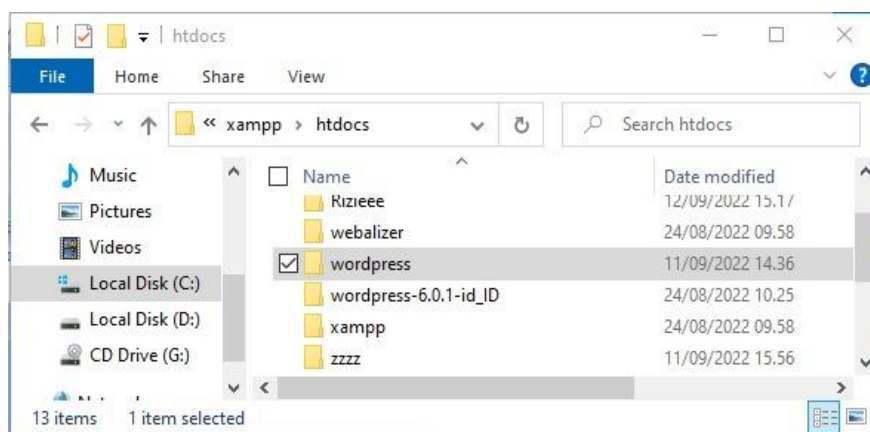 htdocs
File Home Share View
« xampp > htdocs Search htdocs
Music
Pictures
Videos
Local Disk (C:)
Local Disk (D:)
CD Drive (G:)
Name Date modified
Rizieee 12/09/2022 15.17
webalizer 24/08/2022 09.58
wordpress 11/09/2022 14.36
wordpress-6.0.1-id_ID 24/08/2022 10.25
xampp 24/08/2022 09.58
zzzz 11/09/2022 15.56
13 items 1 item selected